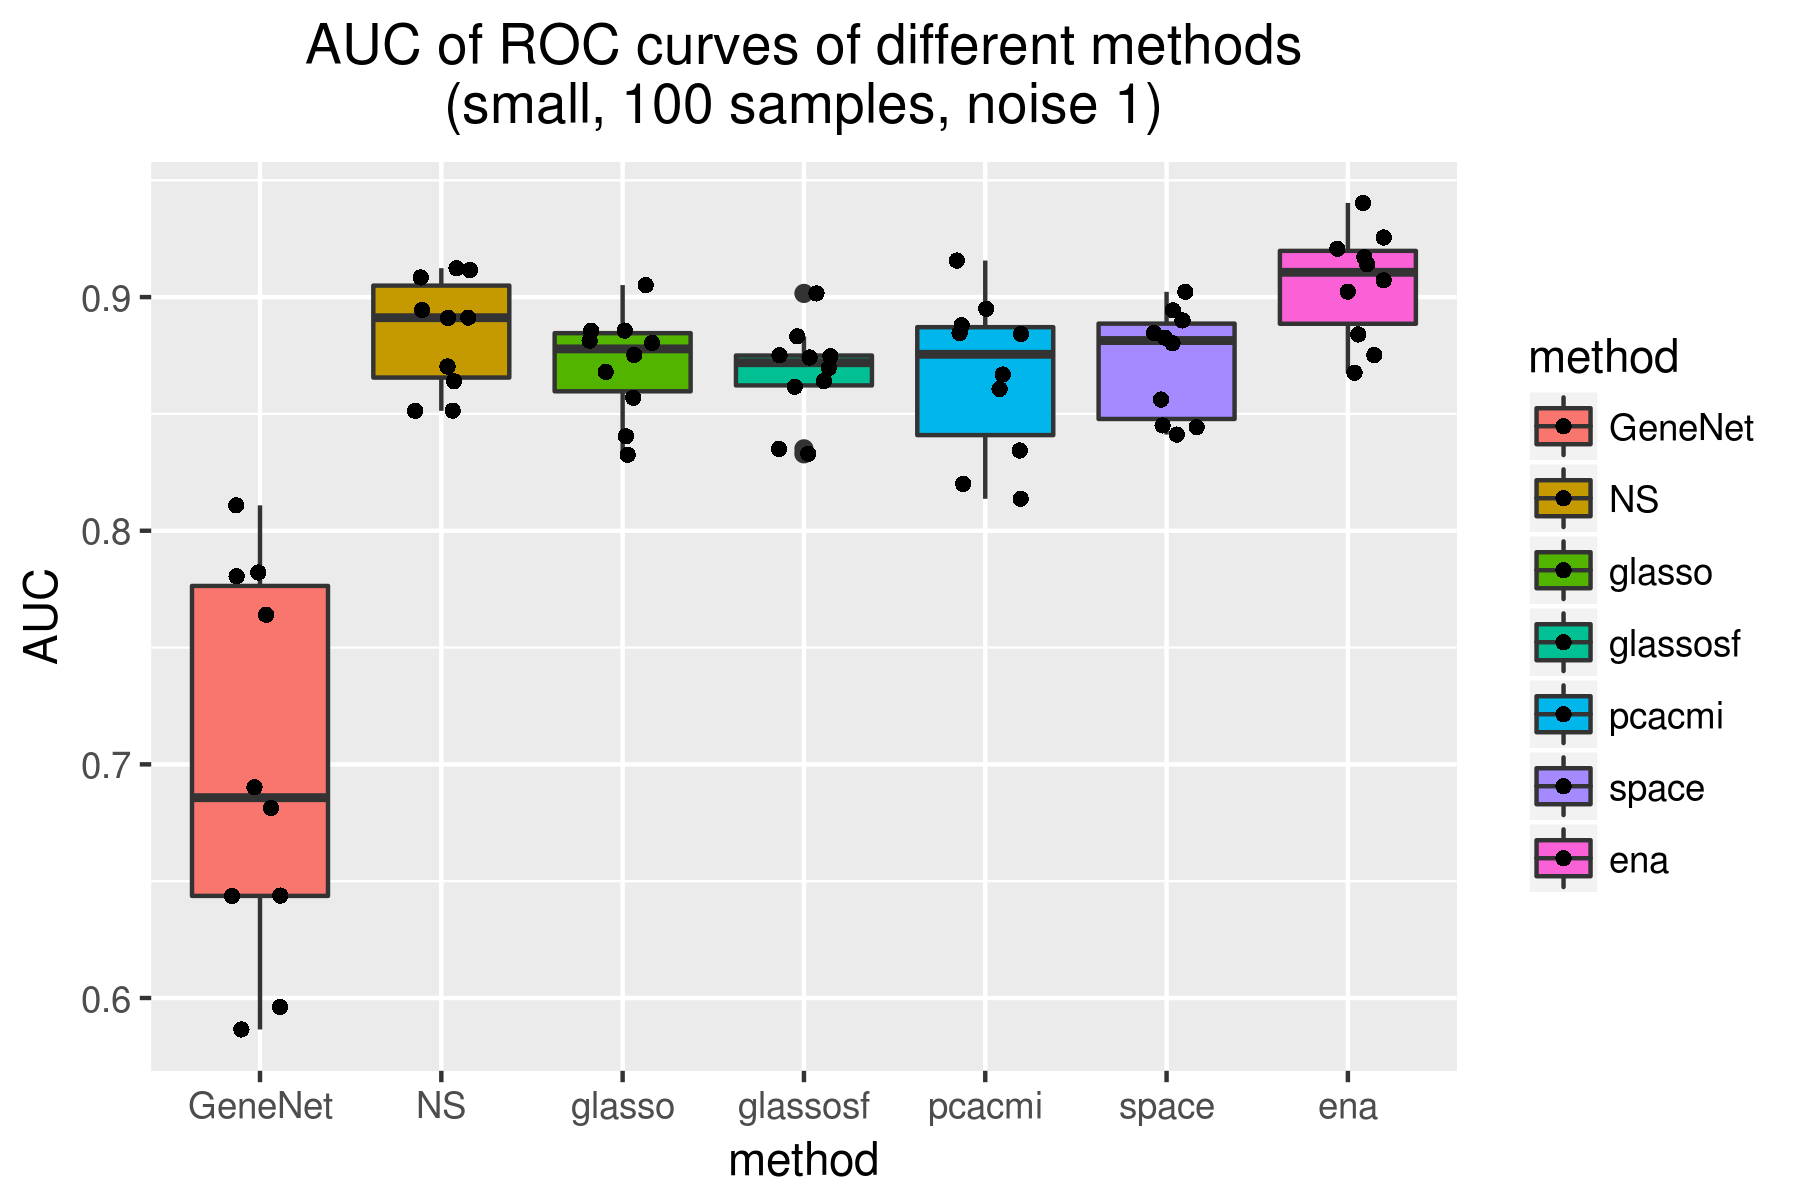 AUC of ROC curves of different methods
(small, 100 samples, noise 1)
AUC
0.9
0.8
0.7
0.6
GeneNet NS glasso glassosf pcacmi space ena
method
method
GeneNet
NS
glasso
glassosf
pcacmi
space
ena